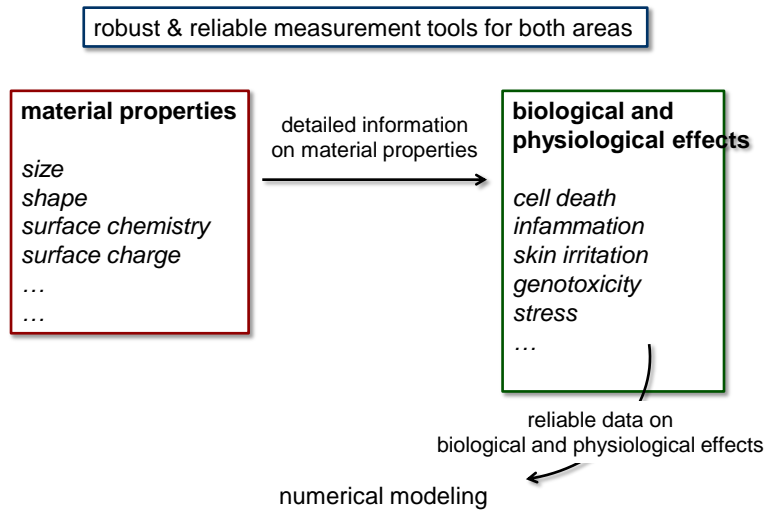 robust & reliable measurement tools for both areas
material properties
size
shape
surface chemistry
surface charge
…
…
detailed information
on material properties
biological and
physiological effects
cell death
infammation
skin irritation
genotoxicity
stress
…
reliable data on
biological and physiological effects
numerical modeling